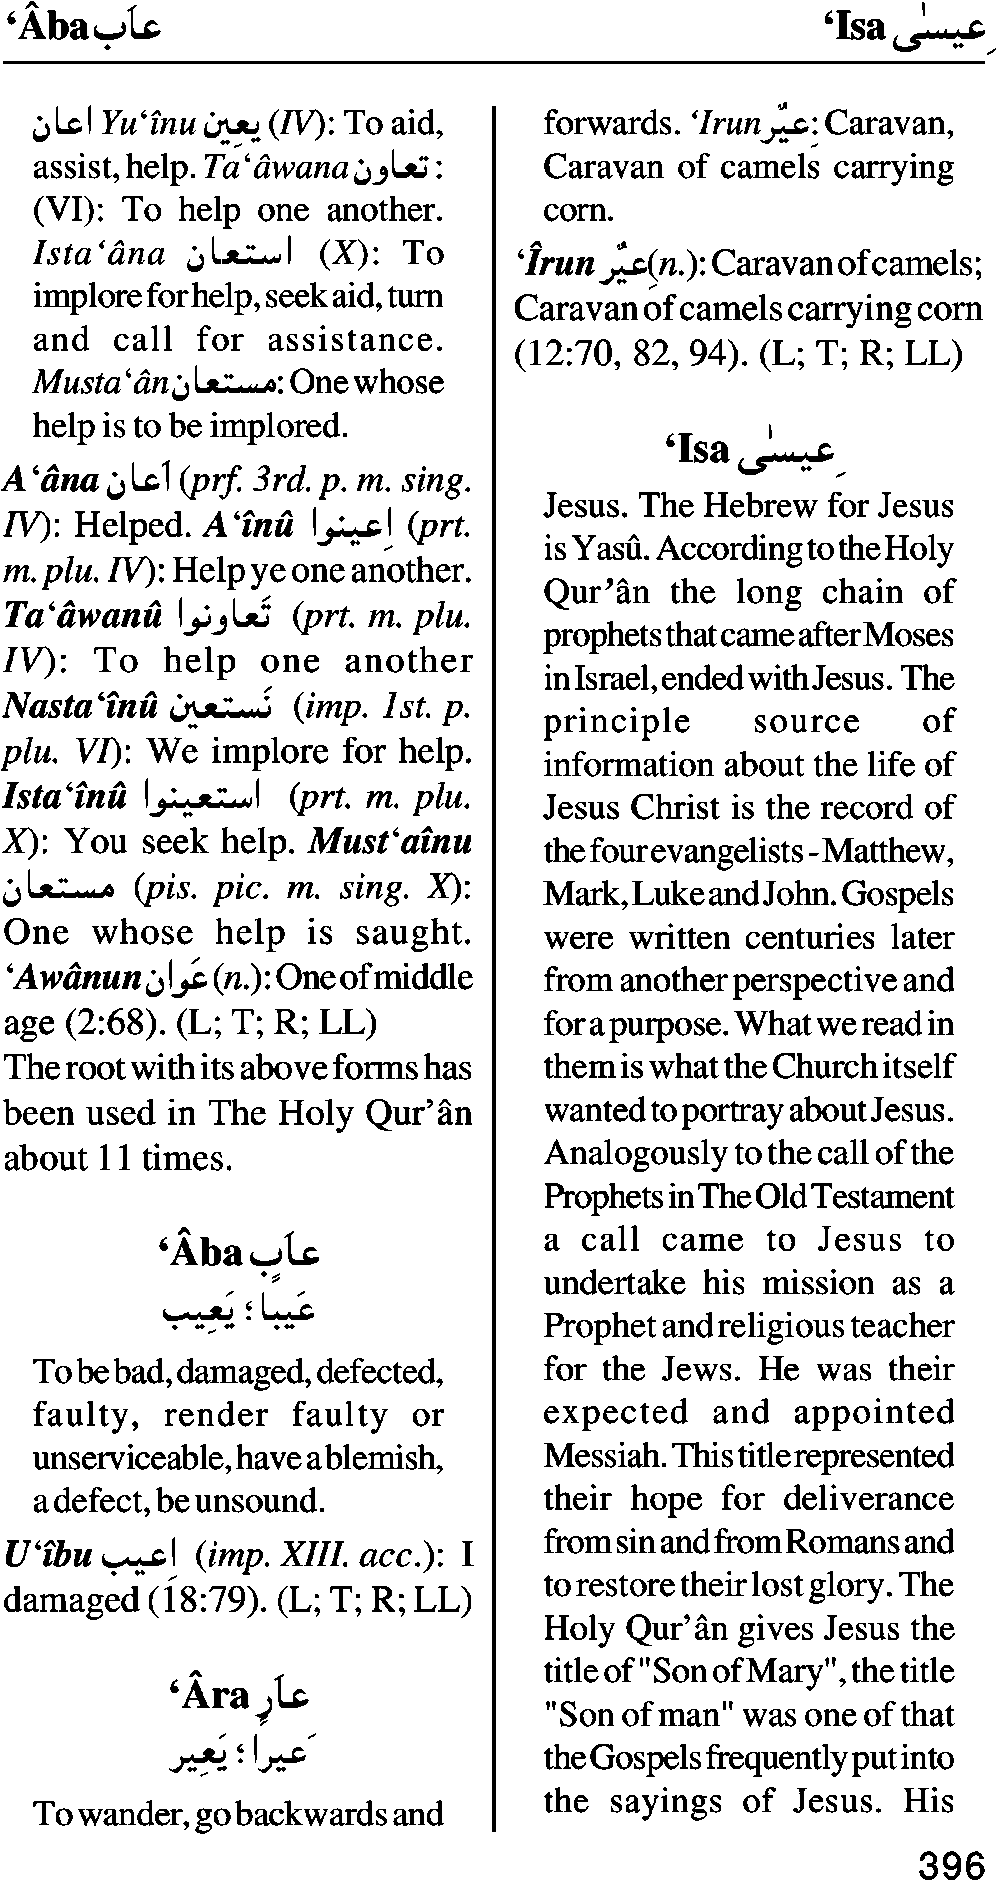 ‘Âba عاَب ‘Isa عِيسىٰ
اعان Yu‘înu يعِين (IV): To aid,
assist, help. Ta‘âwana تعاون :
(VI): To help one another.
Ista‘âna استعان (X): To
implore for help, seek aid, turn
and call for assistance.
Musta‘ân مستعان: One whose
help is to be implored.
A‘âna أعان (prf. 3rd. p. m. sing.
IV): Helped. A‘înû اِعينوا (prt.
m. plu. IV): Help ye one another.
Ta‘âwanû تَعاونوا (prt. m. plu.
IV): To help one another
Nasta‘înû نَستعين (imp. 1st. p.
plu. VI): We implore for help.
Ista‘înû استعينوا (prt. m. plu.
X): You seek help. Must‘aînu
مستعان (pis. pic. m. sing. X):
One whose help is saught.
‘Awânun عَوان (n.): One of middle
age (2:68). (L; T; R; LL)
The root with its above forms has
been used in The Holy Qur’ân
about 11 times.
‘Âba عاَبٍ
عَيبا ؛ يَعِيب
To be bad, damaged, defected,
faulty, render faulty or
unserviceable, have a blemish,
a defect, be unsound.
U‘îbu اِعيب (imp. XIII. acc.): I
damaged (18:79). (L; T; R; LL)
‘Âra عاَرٍ
عَيراً ؛ يَعِير
To wander, go backwards and
forwards. ‘Irun عِيٌر: Caravan,
Caravan of camels carrying
corn.
‘Îrun عِيٌر (n.): Caravan of camels;
Caravan of camels carrying corn
(12:70, 82, 94). (L; T; R; LL)
‘Isa عِيسىٰ
Jesus. The Hebrew for Jesus
is Yasû. According to the Holy
Qur’ân the long chain of
prophets that came after Moses
in Israel, ended with Jesus. The
principle source of
information about the life of
Jesus Christ is the record of
the four evangelists - Matthew,
Mark, Luke and John. Gospels
were written centuries later
from another perspective and
for a purpose. What we read in
them is what the Church itself
wanted to portray about Jesus.
Analogously to the call of the
Prophets in The Old Testament
a call came to Jesus to
undertake his mission as a
Prophet and religious teacher
for the Jews. He was their
expected and appointed
Messiah. This title represented
their hope for deliverance
from sin and from Romans and
to restore their lost glory. The
Holy Qur’ân gives Jesus the
title of "Son of Mary", the title
"Son of man" was one of that
the Gospels frequently put into
the sayings of Jesus. His
396